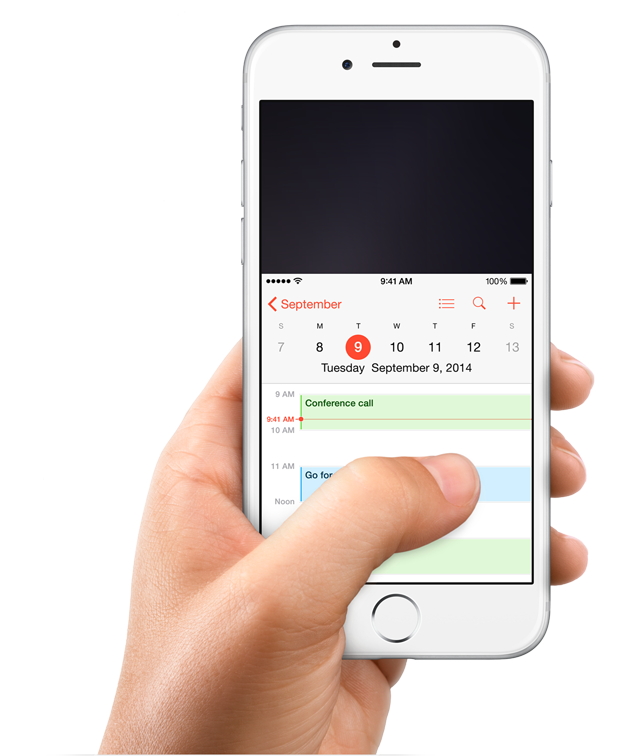 9:41 AM 100%
September
S M T W T F S
7 8 9 10 11 12 13
Tuesday September 9, 2014
9 AM
Conference call
9:41 AM
10 AM
11 AM
Go for
Noon